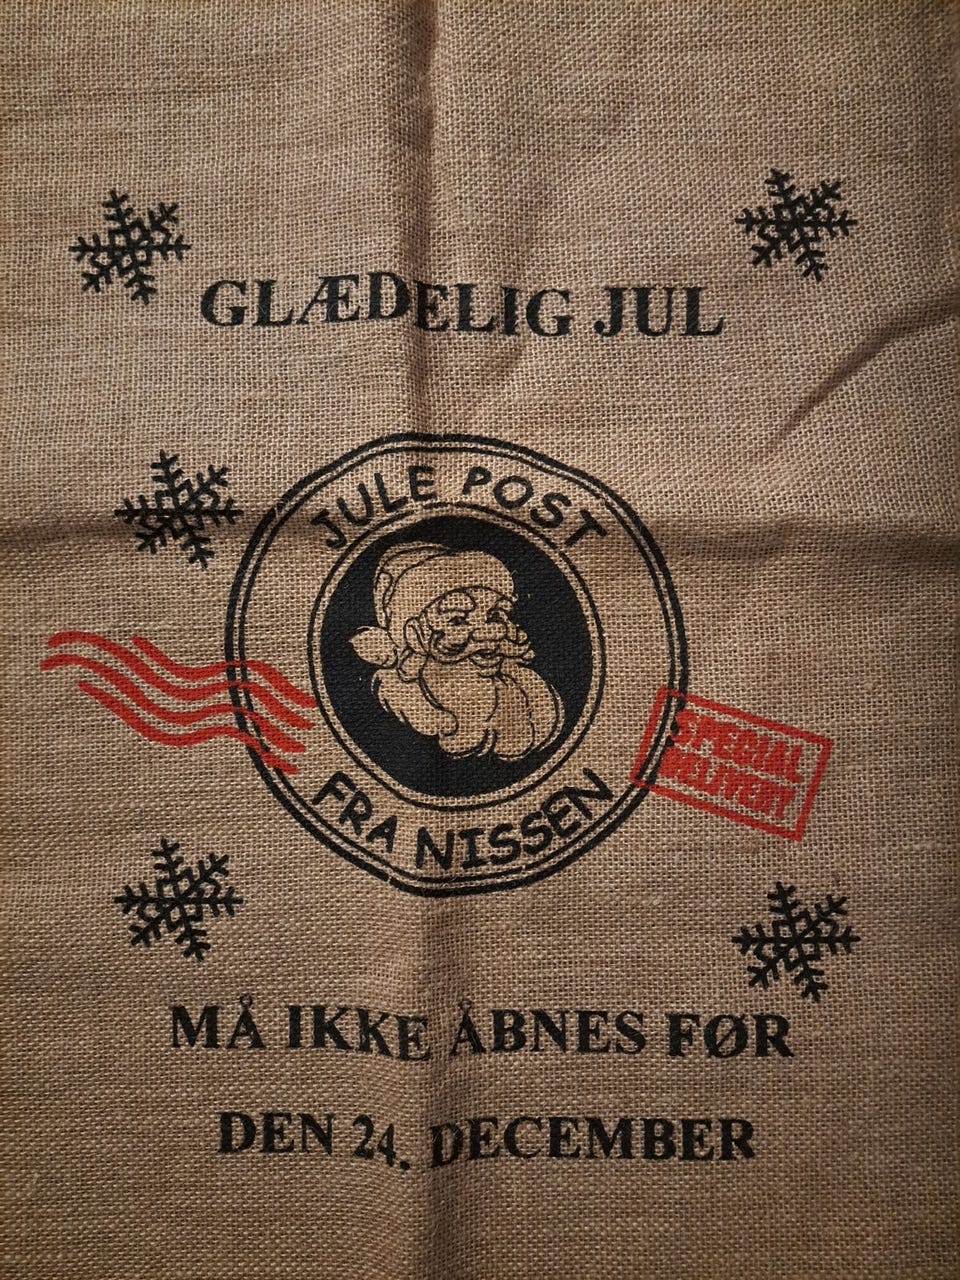 GLÆDELIG JUL
JULE POST
FRA NISSEN
SPECIAL
DELIVERY
MÅ IKKE ÅBNES FØR
DEN 24. DECEMBER